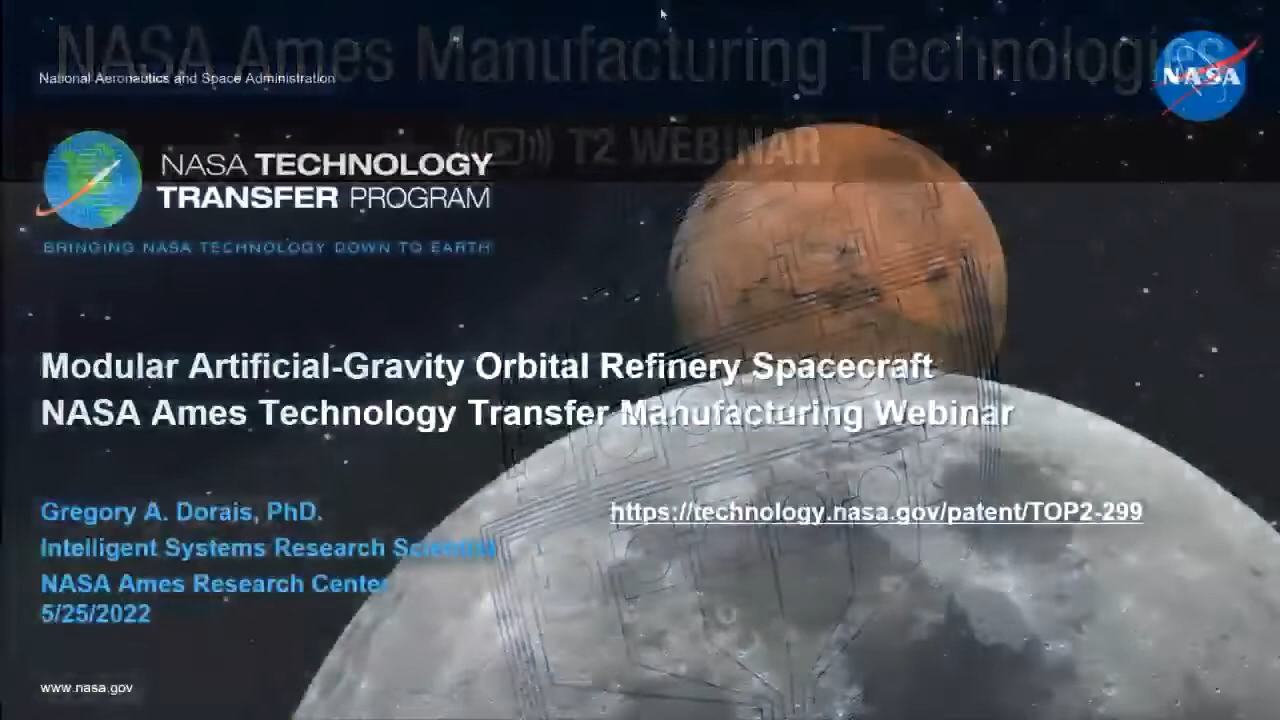 NASA Ames Manufacturing Technologies
National Aeronautics and Space Administration
NASA
T2 WEBINAR
NASA TECHNOLOGY
TRANSFER PROGRAM
BRINGING NASA TECHNOLOGY DOWN TO EARTH
Modular Artificial-Gravity Orbital Refinery Spacecraft
NASA Ames Technology Transfer Manufacturing Webinar
Gregory A. Dorais, PhD.
https://technology.nasa.gov/patent/TOP2-299
Intelligent Systems Research Scientist
NASA Ames Research Center
5/25/2022
www.nasa.gov